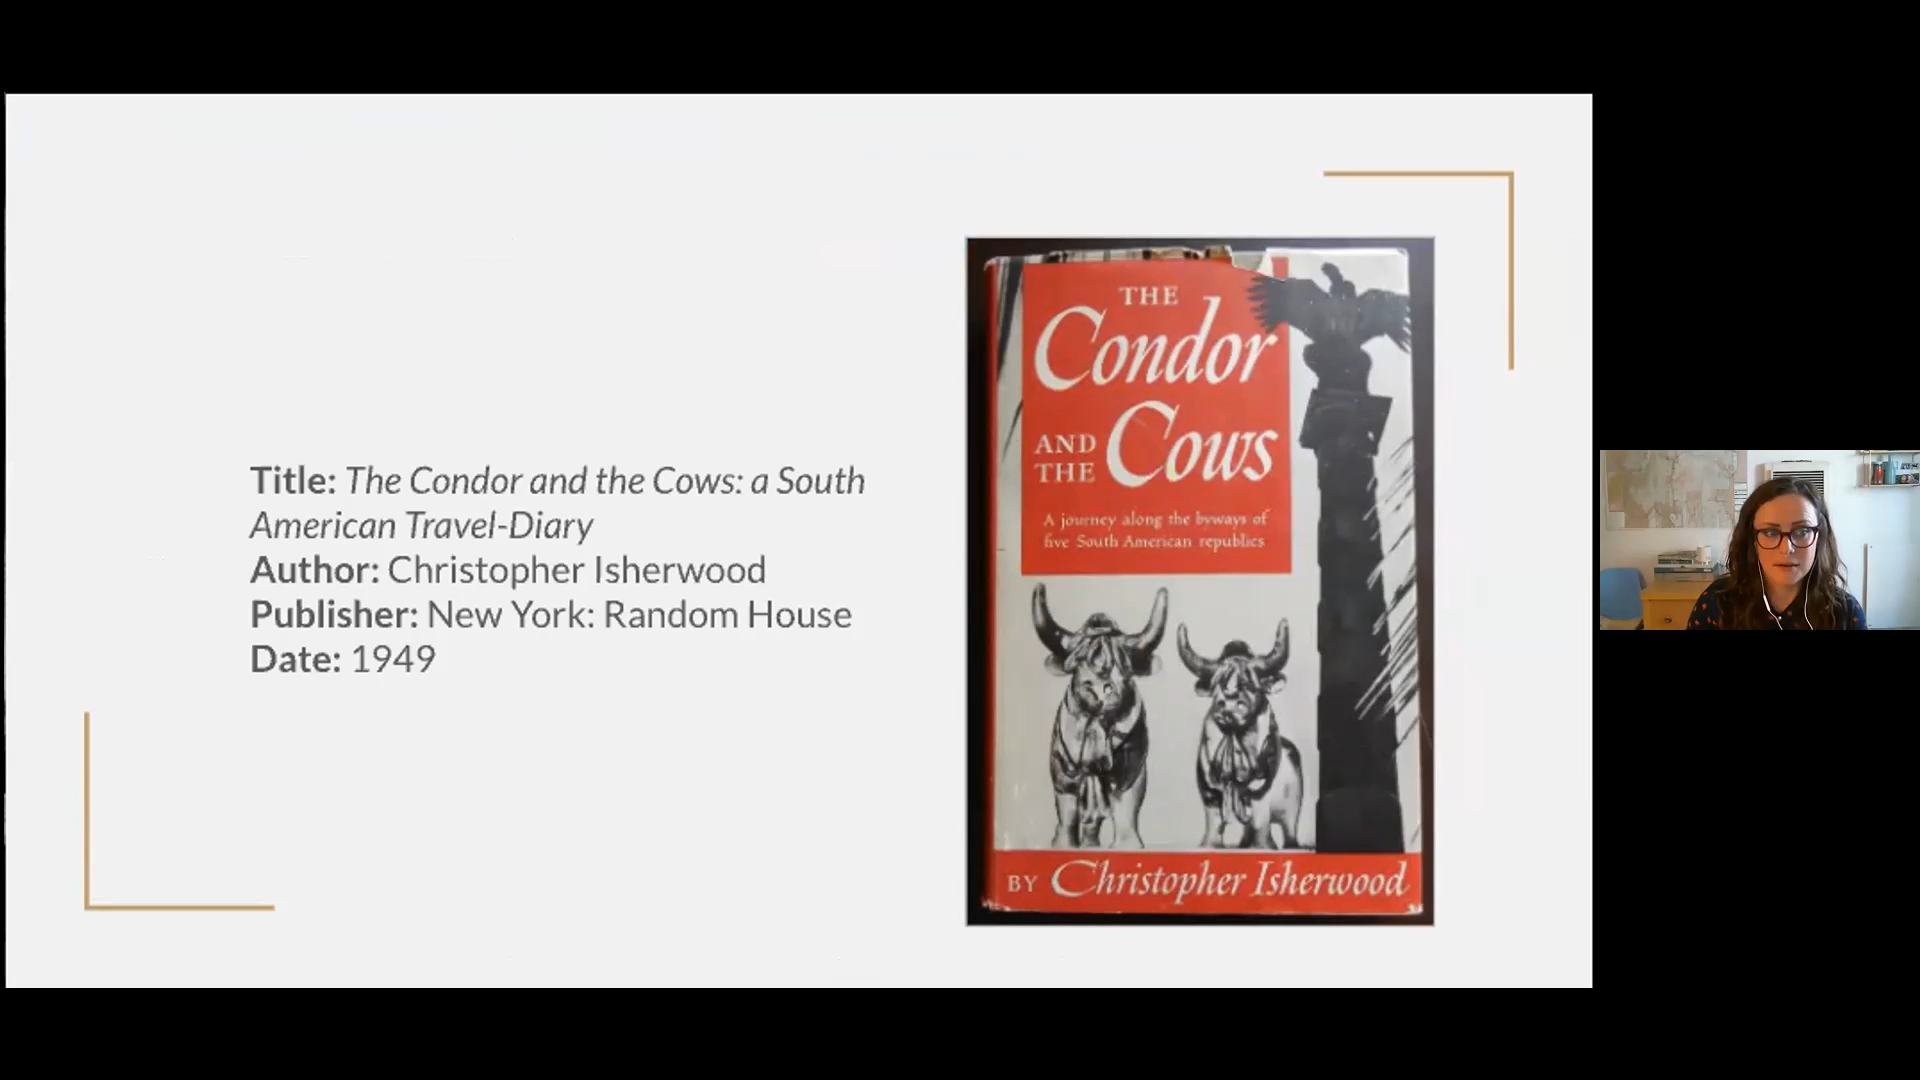 Title: The Condor and the Cows: a South
American Travel-Diary
Author: Christopher Isherwood
Publisher: New York: Random House
Date: 1949
THE
Condor
AND
THE Cows
A journey along the byways of
five South American republics
BY Christopher Isherwood